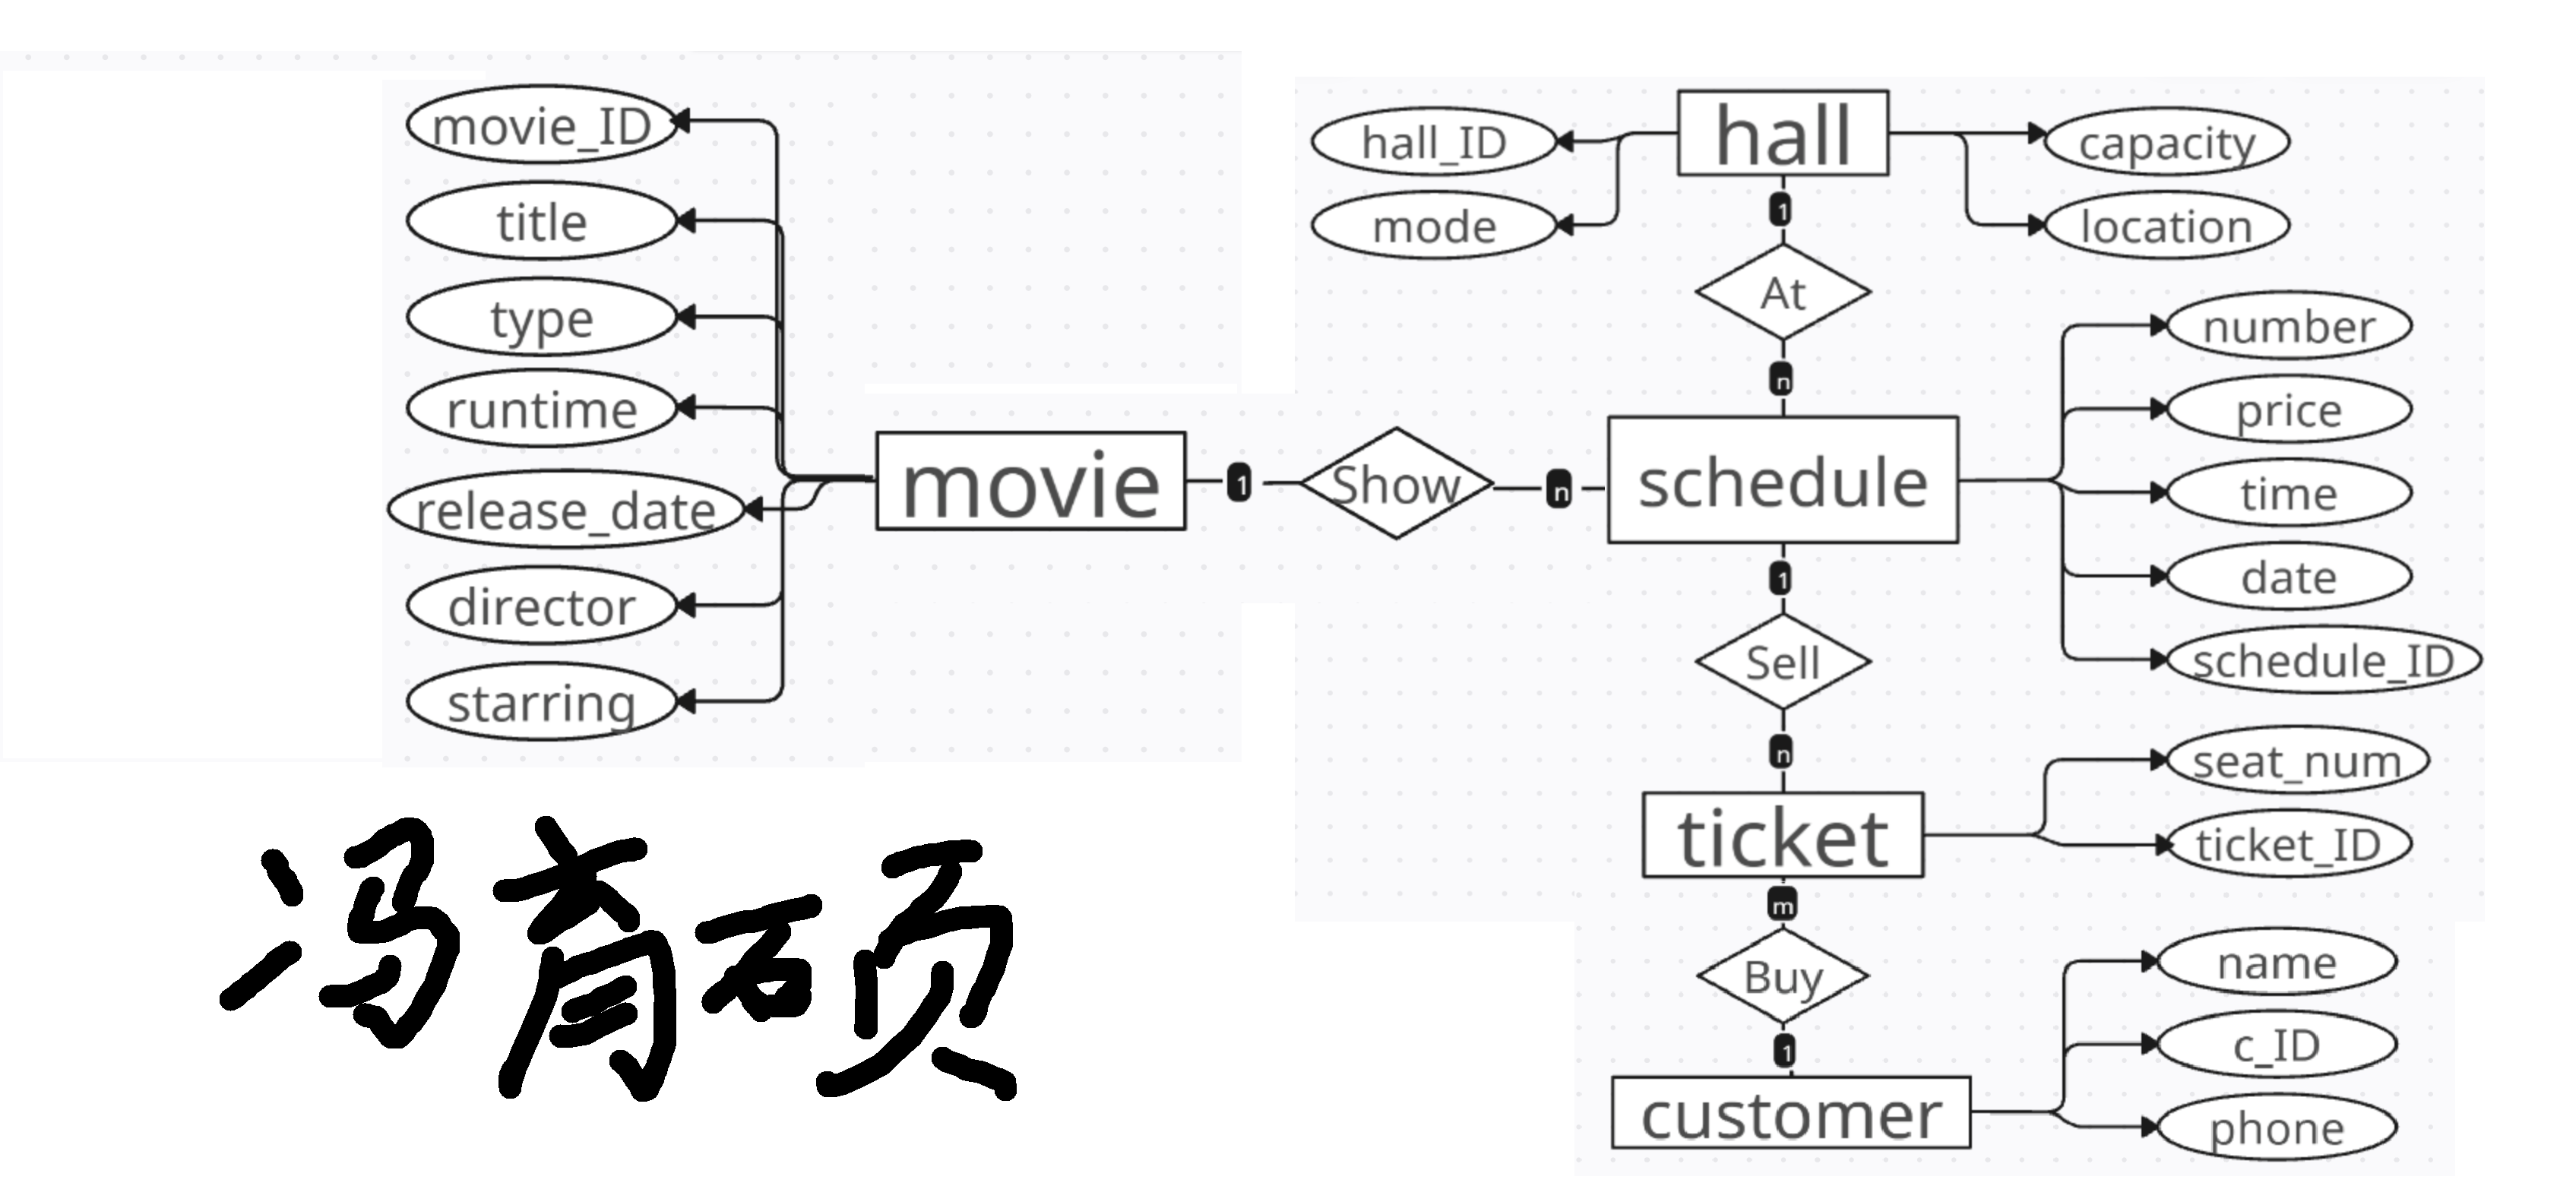 movie_ID
title
type
runtime
release_date
director
starring
movie
1
Show
n
hall_ID
mode
hall
capacity
location
1
At
n
schedule
number
price
time
date
schedule_ID
1
Sell
n
ticket
seat_num
ticket_ID
m
Buy
1
customer
name
c_ID
phone
冯育硕